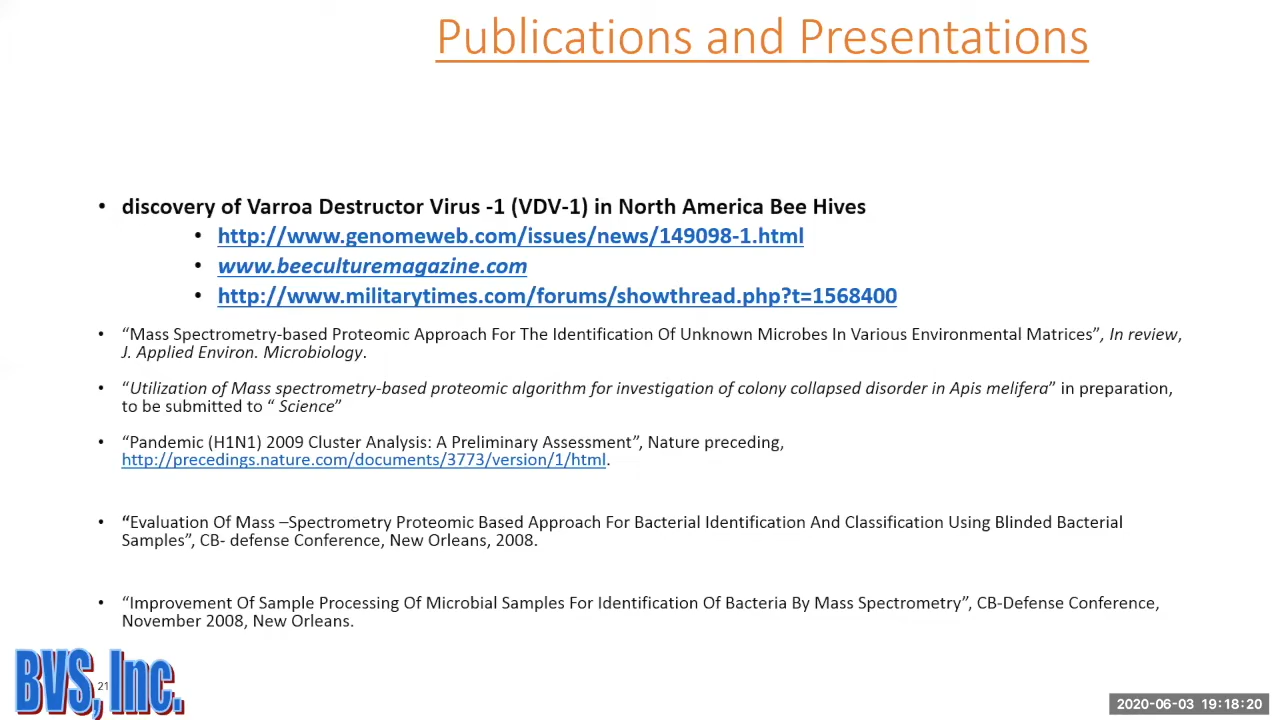 Publications and Presentations
• discovery of Varroa Destructor Virus -1 (VDV-1) in North America Bee Hives
• http://www.genomeweb.com/issues/news/149098-1.html
• www.beeculturemagazine.com
• http://www.militarytimes.com/forums/showthread.php?t=1568400
• “Mass Spectrometry-based Proteomic Approach For The Identification Of Unknown Microbes In Various Environmental Matrices”, In review,
J. Applied Environ. Microbiology.
• “Utilization of Mass spectrometry-based proteomic algorithm for investigation of colony collapsed disorder in Apis melifera” in preparation,
to be submitted to “ Science”
• “Pandemic (H1N1) 2009 Cluster Analysis: A Preliminary Assessment”, Nature preceding,
http://precedings.nature.com/documents/3773/version/1/html.
• “Evaluation Of Mass –Spectrometry Proteomic Based Approach For Bacterial Identification And Classification Using Blinded Bacterial
Samples”, CB- defense Conference, New Orleans, 2008.
• “Improvement Of Sample Processing Of Microbial Samples For Identification Of Bacteria By Mass Spectrometry”, CB-Defense Conference,
November 2008, New Orleans.
BVS, Inc.
21
2020-06-03 19:18:20